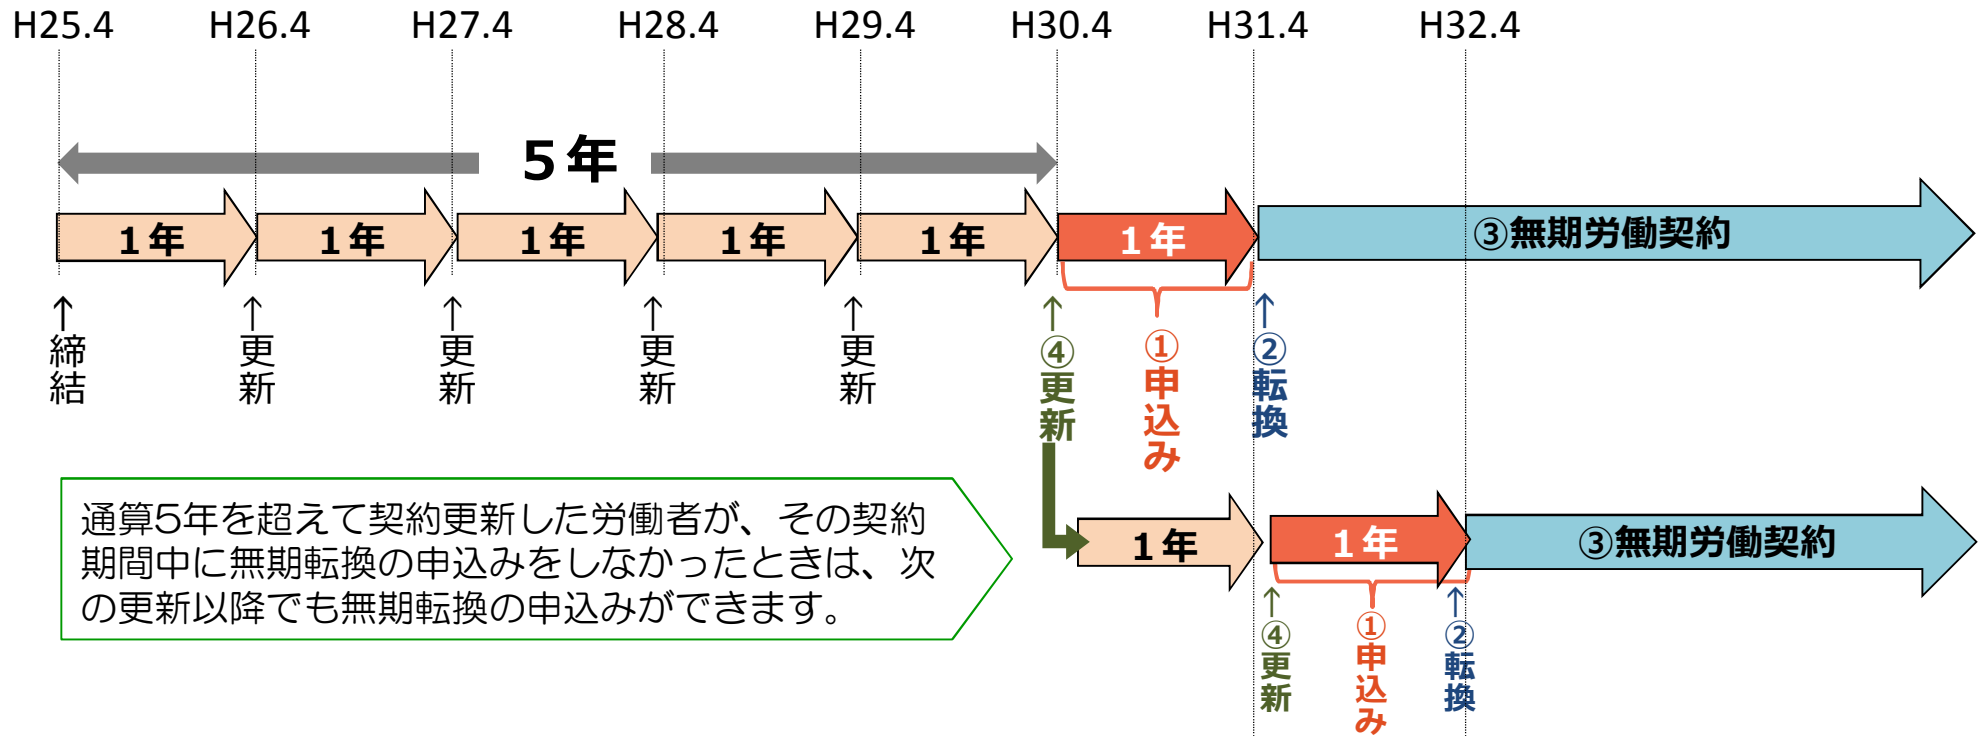 H25.4 H26.4 H27.4 H28.4 H29.4 H30.4 H31.4 H32.4
5年
1年 1年 1年 1年 1年 1年 ③無期労働契約
↑締結
↑更新
↑更新
↑更新
↑更新
↑④更新
①申込み
↑②転換
通算5年を超えて契約更新した労働者が、その契約
期間中に無期転換の申込みをしなかったときは、次
の更新以降でも無期転換の申込みができます。
1年 1年 ③無期労働契約
↑④更新
①申込み
↑②転換